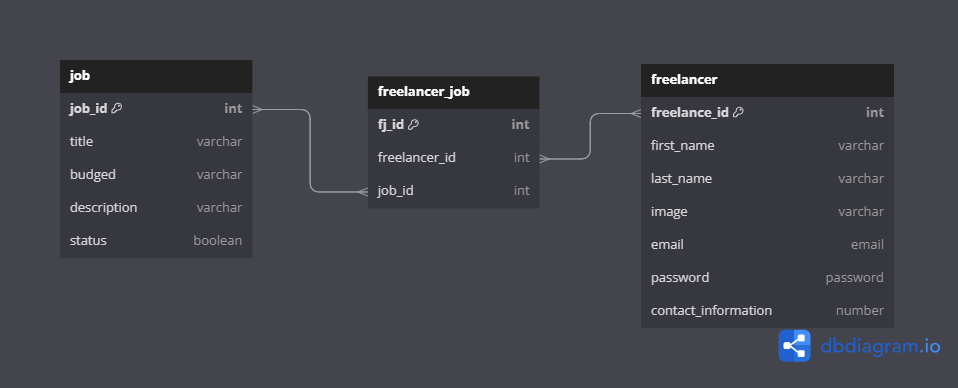 job
job_id int
title varchar
budged varchar
description varchar
status boolean
freelancer_job
fj_id int
freelancer_id int
job_id int
freelancer
freelance_id int
first_name varchar
last_name varchar
image varchar
email email
password password
contact_information number
dbdiagram.io